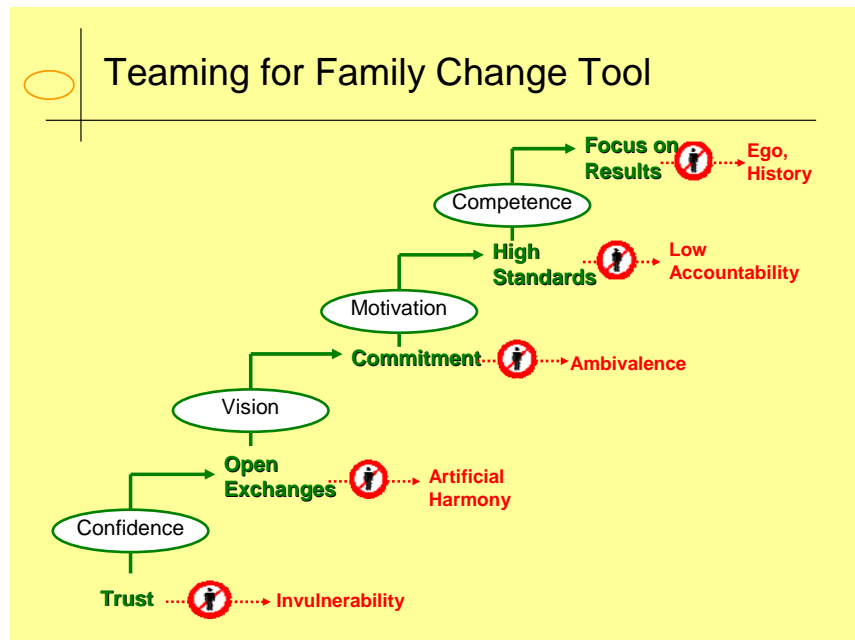 Teaming for Family Change Tool
Focus on
Results
Ego,
History
Competence
High
Standards
Low
Accountability
Motivation
Commitment
Ambivalence
Vision
Open
Exchanges
Artificial
Harmony
Confidence
Trust
Invulnerability